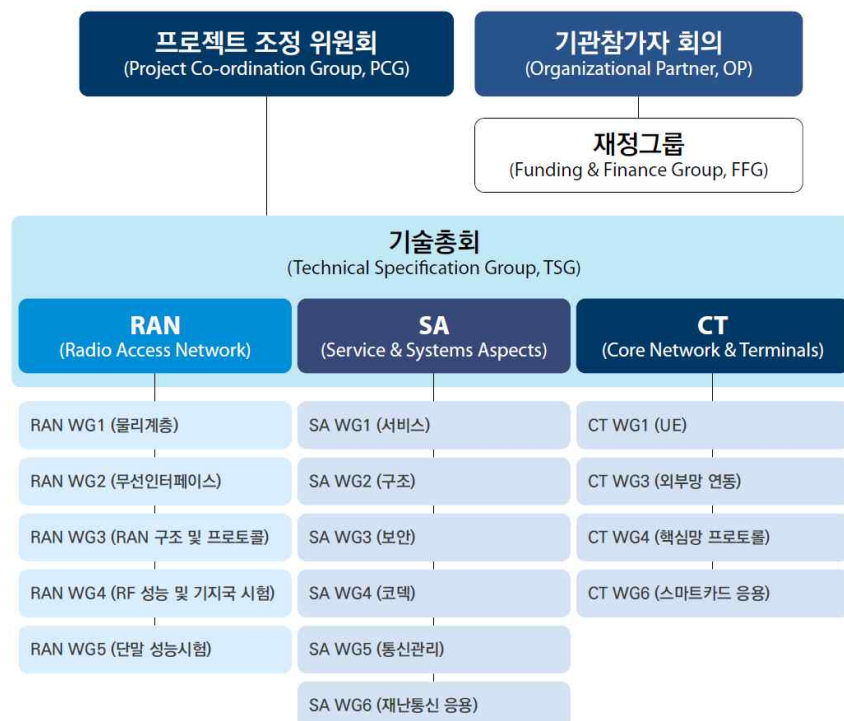 프로젝트 조정 위원회
(Project Co-ordination Group, PCG)
기관참가자 회의
(Organizational Partner, OP)
재정그룹
(Funding & Finance Group, FFG)
기술총회
(Technical Specification Group, TSG)
RAN
(Radio Access Network)
SA
(Service & Systems Aspects)
CT
(Core Network & Terminals)
RAN WG1 (물리계층)
RAN WG2 (무선인터페이스)
RAN WG3 (RAN 구조 및 프로토콜)
RAN WG4 (RF 성능 및 기지국 시험)
RAN WG5 (단말 성능시험)
SA WG1 (서비스)
SA WG2 (구조)
SA WG3 (보안)
SA WG4 (코덱)
SA WG5 (통신관리)
SA WG6 (재난통신 응용)
CT WG1 (UE)
CT WG3 (외부망 연동)
CT WG4 (핵심망 프로토롤)
CT WG6 (스마트카드 응용)